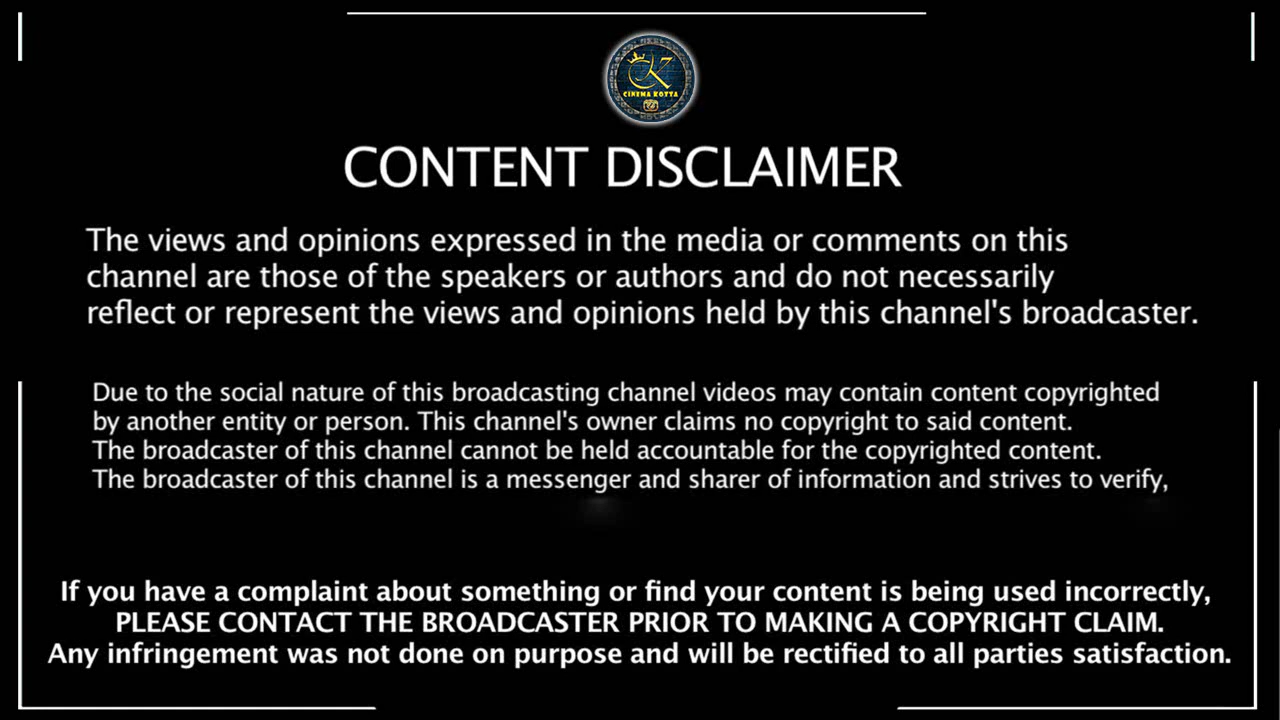 CK
CINEMA KOTTA
CONTENT DISCLAIMER
The views and opinions expressed in the media or comments on this
channel are those of the speakers or authors and do not necessarily
reflect or represent the views and opinions held by this channel's broadcaster.
Due to the social nature of this broadcasting channel videos may contain content copyrighted
by another entity or person. This channel's owner claims no copyright to said content.
The broadcaster of this channel cannot be held accountable for the copyrighted content.
The broadcaster of this channel is a messenger and sharer of information and strives to verify,
If you have a complaint about something or find your content is being used incorrectly,
PLEASE CONTACT THE BROADCASTER PRIOR TO MAKING A COPYRIGHT CLAIM.
Any infringement was not done on purpose and will be rectified to all parties satisfaction.